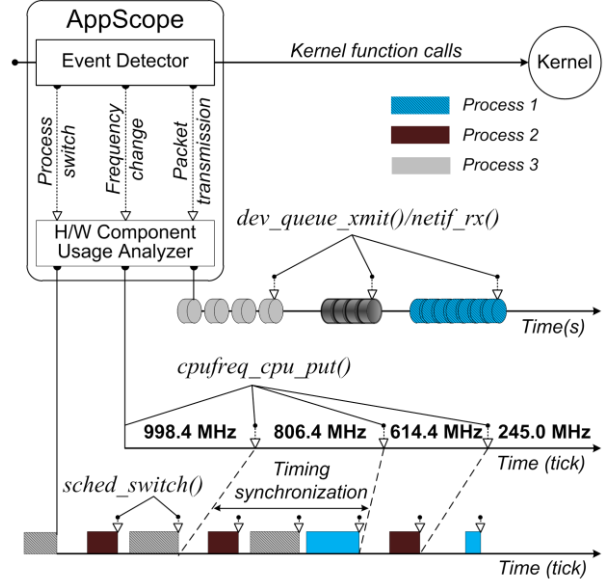 AppScope
Event Detector
Kernel function calls
Kernel
Process
switch
Frequency
change
Packet
transmission
Process 1
Process 2
Process 3
H/W Component
Usage Analyzer
dev_queue_xmit()/netif_rx()
Time(s)
cpufreq_cpu_put()
998.4 MHz
806.4 MHz
614.4 MHz
245.0 MHz
Time (tick)
Timing
synchronization
sched_switch()
Time (tick)